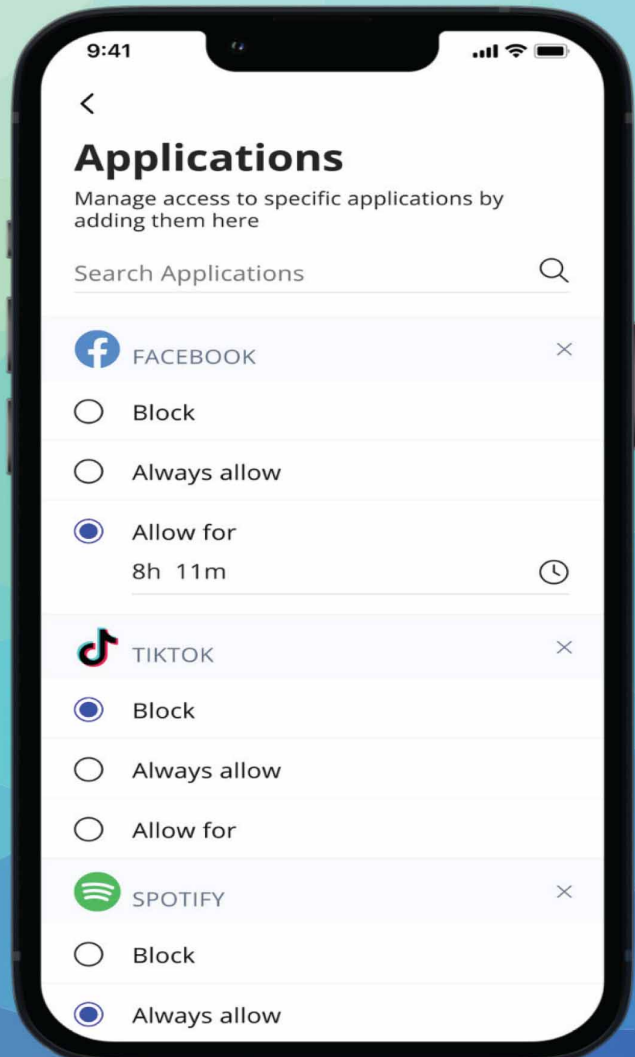 9:41
Applications
Manage access to specific applications by
adding them here
Search Applications
FACEBOOK
Block
Always allow
Allow for
8h 11m
TIKTOK
Block
Always allow
Allow for
SPOTIFY
Block
Always allow